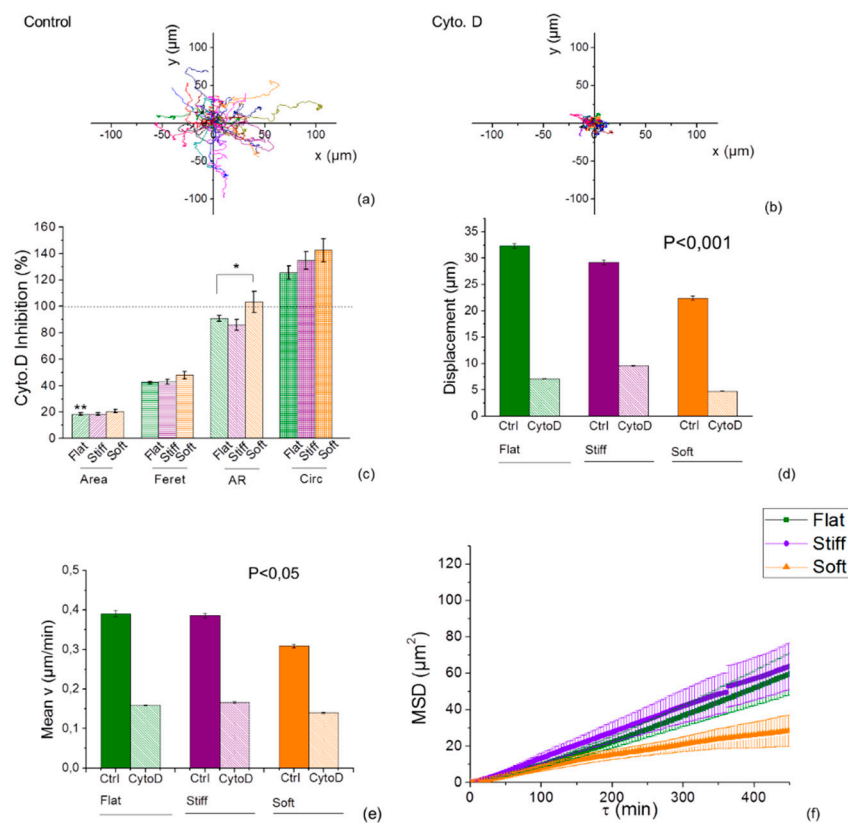 Control
Cyto. D
y (µm)
100
50
-100
-50
50
100
-50
-100
x (µm)
(a)
y (µm)
100
50
-100
-50
50
100
-50
-100
x (µm)
(b)
Cyto.D Inhibition (%)
160
140
120
100
80
60
40
20
0
**
*
Flat Stiff Soft Flat Stiff Soft Flat Stiff Soft Flat Stiff Soft
Area Feret AR Circ
(c)
Displacement (µm)
35
30
25
20
15
10
5
0
P<0,001
Ctrl CytoD Ctrl CytoD Ctrl CytoD
Flat Stiff Soft
(d)
Mean v (µm/min)
0,5
0,4
0,3
0,2
0,1
0,0
P<0,05
Ctrl CytoD Ctrl CytoD Ctrl CytoD
Flat Stiff Soft
(e)
Flat
Stiff
Soft
MSD (µm²)
120
100
80
60
40
20
0
0 100 200 300 400
τ (min)
(f)